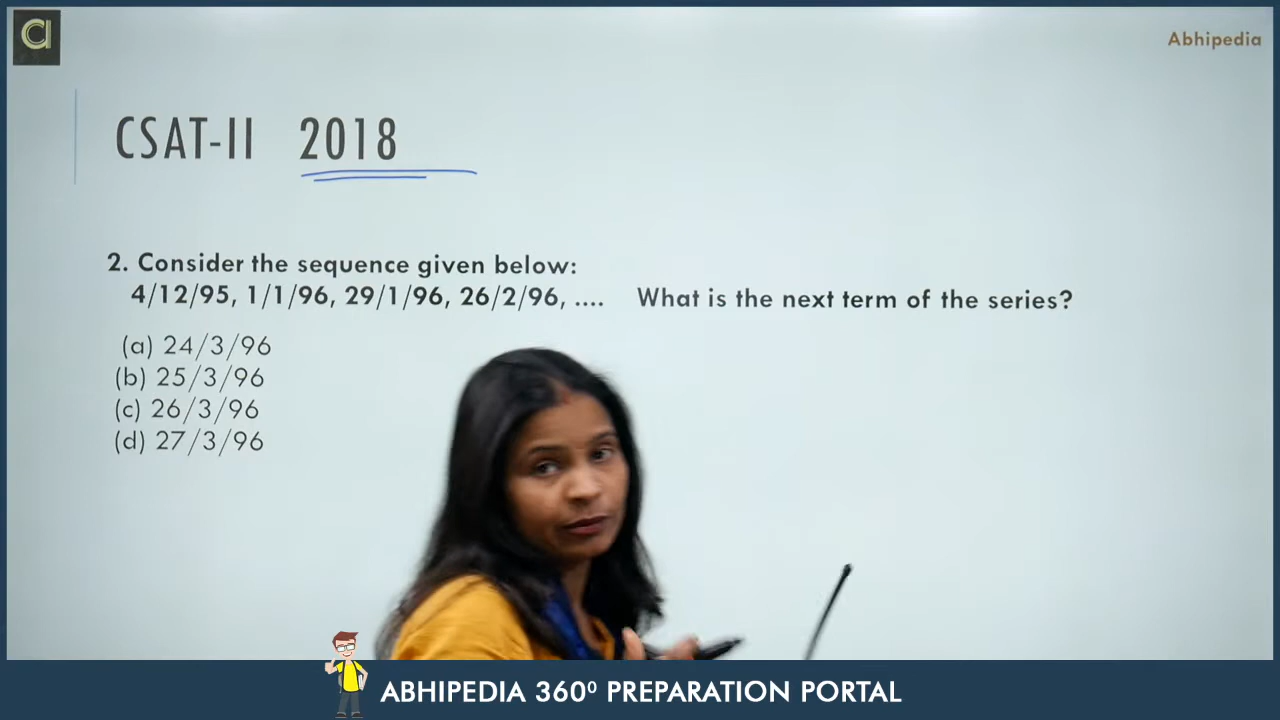 a
Abhipedia
CSAT-II 2018
2. Consider the sequence given below:
4/12/95, 1/1/96, 29/1/96, 26/2/96, .... What is the next term of the series?
(a) 24/3/96
(b) 25/3/96
(c) 26/3/96
(d) 27/3/96
ABHIPEDIA 360⁰ PREPARATION PORTAL